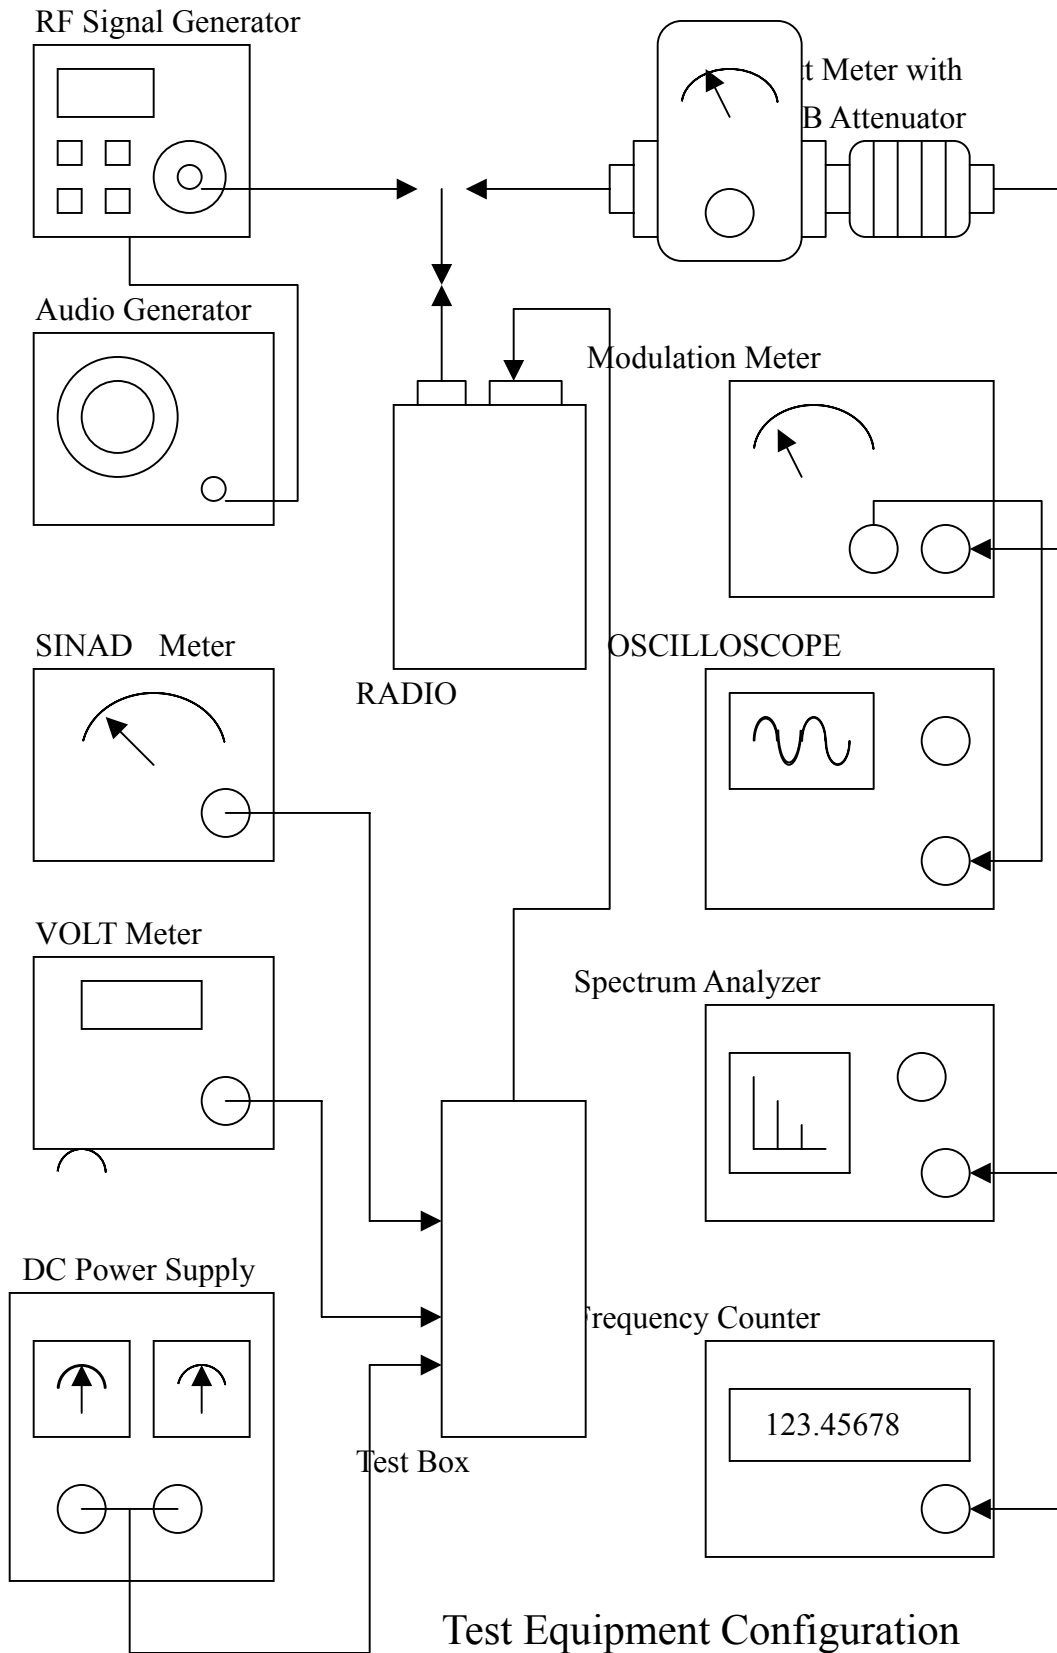 RF Signal Generator
Meter with
Attenuator
Audio Generator
Modulation Meter
SINAD Meter
OSCILLOSCOPE
RADIO
VOLT Meter
Spectrum Analyzer
DC Power Supply
Frequency Counter
123.45678
Test Box
Test Equipment Configuration